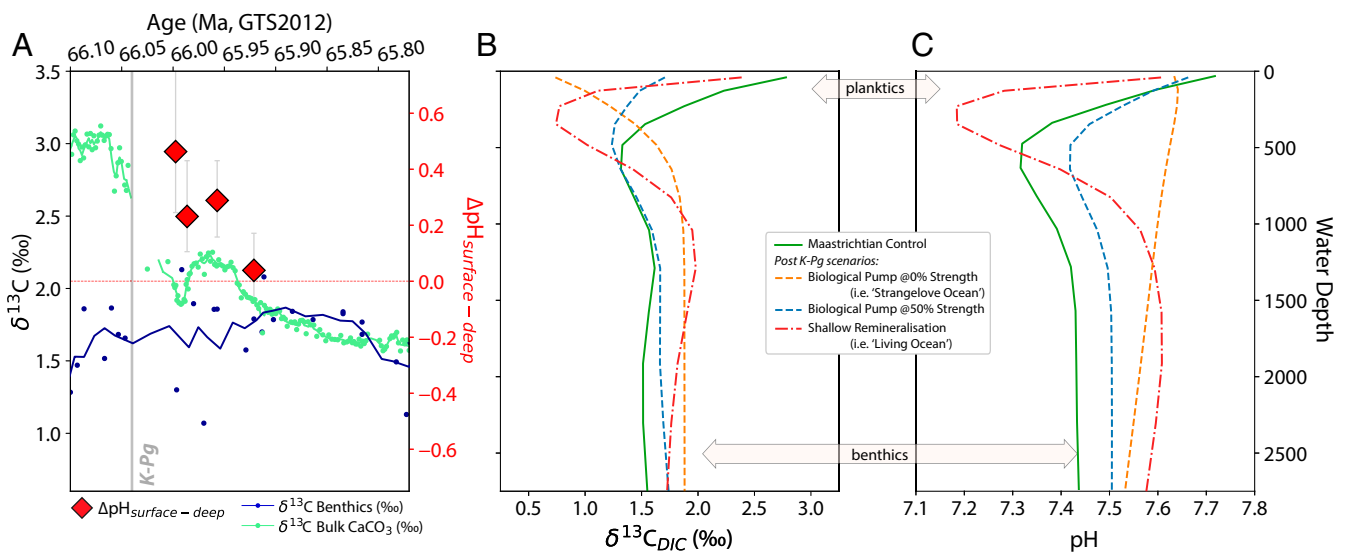 A
Age (Ma, GTS2012)
66.10 66.05 66.00 65.95 65.90 65.85 65.80
3.5
3.0
2.5
2.0
1.5
1.0
δ13C (‰)
0.6
0.4
0.2
0.0
−0.2
−0.4
−0.6
ΔpHsurface−deep
K-Pg
ΔpHsurface−deep
δ13C Benthics (‰)
δ13C Bulk CaCO3 (‰)
B
planktics
benthics
0.5 1.0 1.5 2.0 2.5 3.0
δ13CDIC (‰)
Maastrichtian Control
Post K-Pg scenarios:
Biological Pump @0% Strength
(i.e. ‘Strangelove Ocean’)
Biological Pump @50% Strength
Shallow Remineralisation
(i.e. ‘Living Ocean’)
C
0
500
1000
1500
2000
2500
Water Depth
7.1 7.2 7.3 7.4 7.5 7.6 7.7 7.8
pH